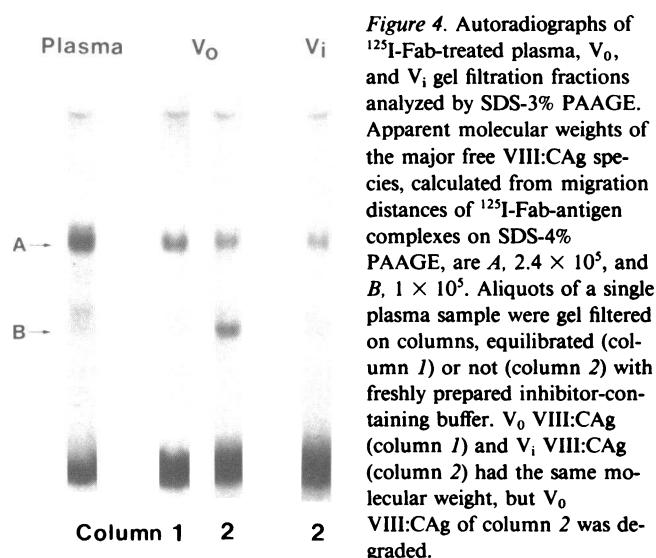 Plasma V₀ Vᵢ
A→
B→
Column 1 2 2
Figure 4. Autoradiographs of
¹²⁵I-Fab-treated plasma, V₀,
and Vᵢ gel filtration fractions
analyzed by SDS-3% PAAGE.
Apparent molecular weights of
the major free VIII:CAg spe-
cies, calculated from migration
distances of ¹²⁵I-Fab-antigen
complexes on SDS-4%
PAAGE, are A, 2.4 × 10⁵, and
B, 1 × 10⁵. Aliquots of a single
plasma sample were gel filtered
on columns, equilibrated (col-
umn 1) or not (column 2) with
freshly prepared inhibitor-con-
taining buffer. V₀ VIII:CAg
(column 1) and Vᵢ VIII:CAg
(column 2) had the same mo-
lecular weight, but V₀
VIII:CAg of column 2 was de-
graded.